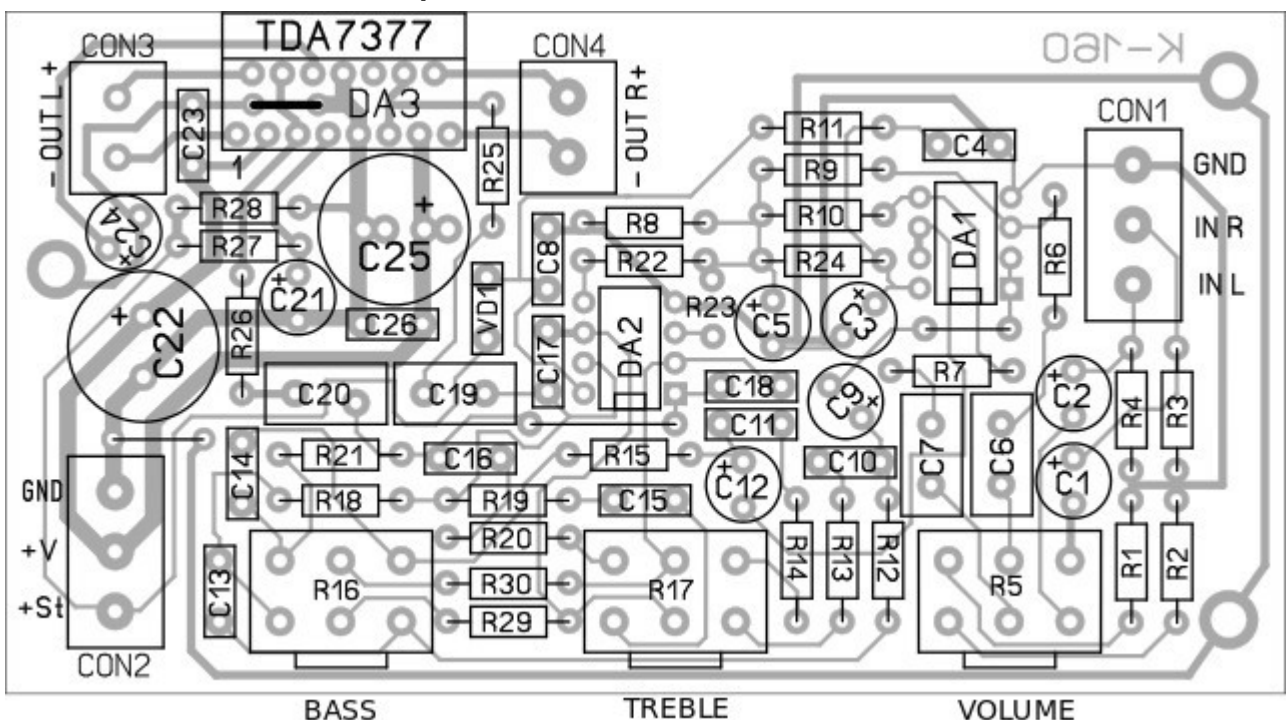 TDA7377
CON3
CON4
K-160
- OUT L +
DA3
- OUT R+
CON1
C23
1
R25
R11
C4
GND
R9
R28
+
R8
R10
DA1
IN R
C24
+
R27
C25
C8
R22
R24
R6
C21
+
VD1
R23
C5
+
C3
+
IN L
C22
+
R26
C26
C17
DA2
R7
C20
C19
C18
C9
+
C2
+
R4
R3
C11
C14
R21
C16
R15
C12
+
C10
C7
C6
C1
+
GND
R18
R19
C15
+V
R20
R14
R13
R12
R1
R2
+St
C13
R16
R30
R17
R5
R29
CON2
BASS
TREBLE
VOLUME